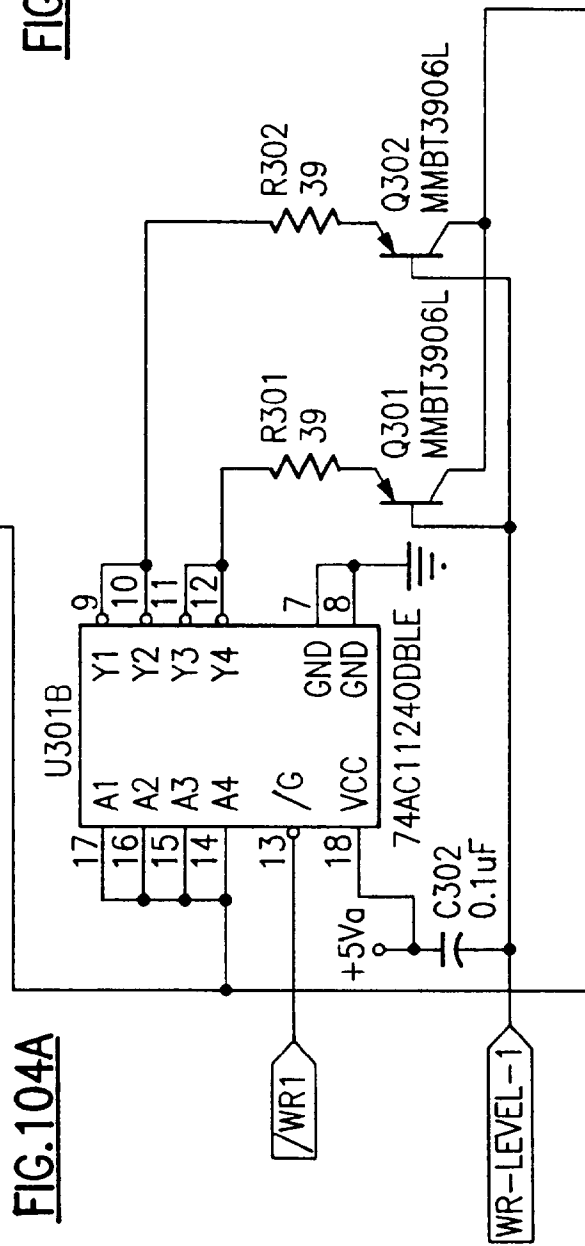 FIG.104A
FIG
U301B
17
A1
Y1
9
16
A2
Y2
10
15
A3
Y3
11
14
A4
Y4
12
13
/G
GND
7
18
VCC
GND
8
74AC11240DBLE
/WR1
+5Va
C302
0.1uF
WR-LEVEL-1
R301
39
Q301
MMBT3906L
R302
39
Q302
MMBT3906L